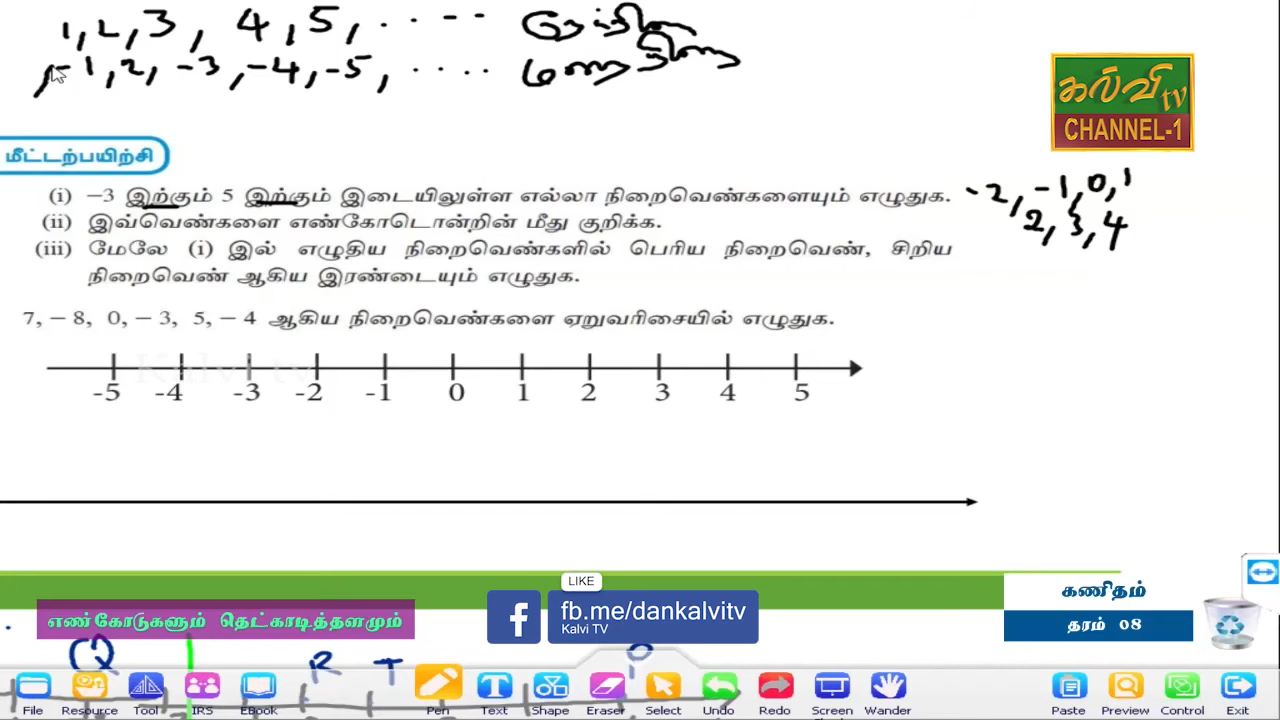 1, 2, 3, 4, 5, ....
-1, 2, -3, -4, -5, ....
கல்வி tv
CHANNEL-1
மீட்டற்பயிற்சி
(i) −3 இற்கும் 5 இற்கும் இடையிலுள்ள எல்லா நிறைவெண்களையும் எழுதுக.
-2, -1, 0, 1
2, 3, 4
(ii) இவ்வெண்களை எண்கோடொன்றின் மீது குறிக்க.
(iii) மேலே (i) இல் எழுதிய நிறைவெண்களில் பெரிய நிறைவெண், சிறிய
நிறைவெண் ஆகிய இரண்டையும் எழுதுக.
7, − 8, 0, − 3, 5, − 4 ஆகிய நிறைவெண்களை ஏறுவரிசையில் எழுதுக.
Kalvi tv
-5 -4 -3 -2 -1 0 1 2 3 4 5
LIKE
fb.me/dankalvitv
Kalvi TV
கணிதம்
தரம் 08
எண்கோடுகளும் தெட்காடித்தளமும்
Q R T P
File Resource Tool IRS EBook Pen Text Shape Eraser Select Undo Redo Screen Wander Paste Preview Control Exit